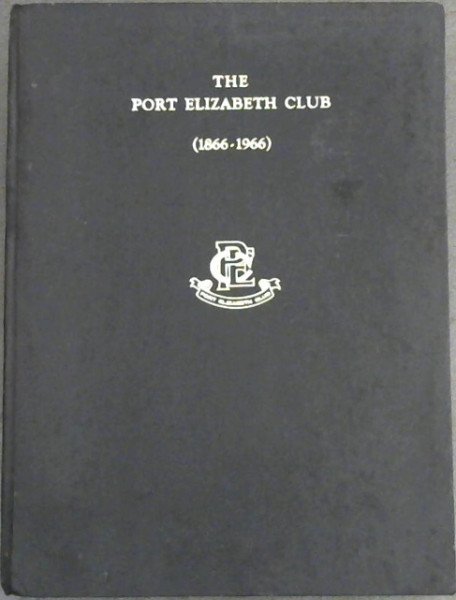 THE
PORT ELIZABETH CLUB
(1866-1966)
PEC
PORT ELIZABETH CLUB